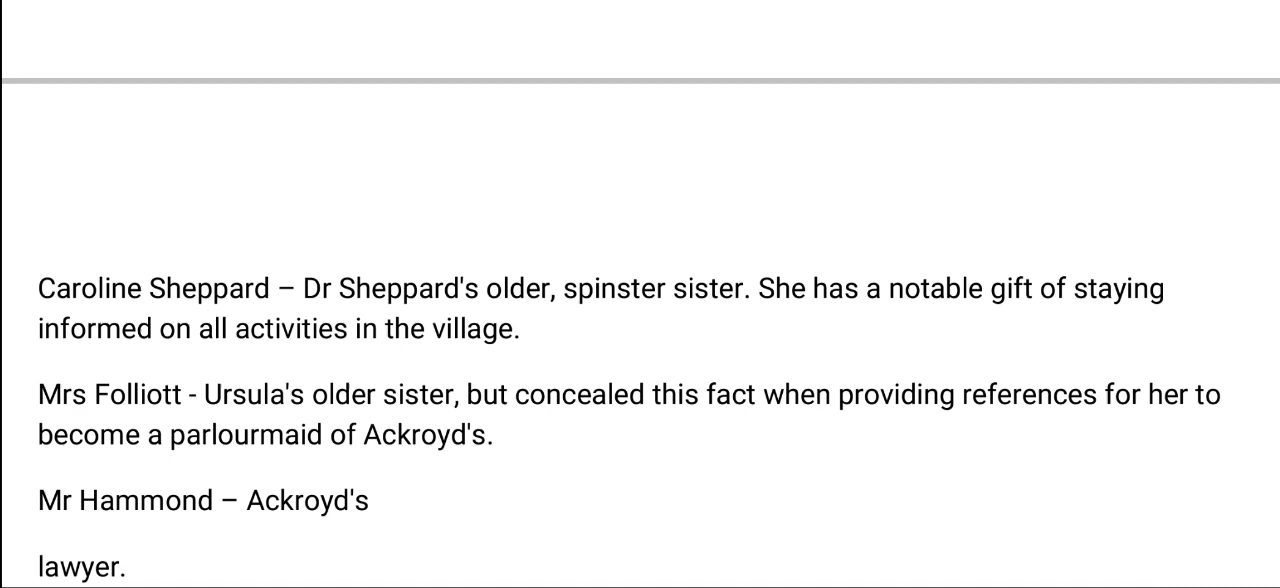 Caroline Sheppard – Dr Sheppard's older, spinster sister. She has a notable gift of staying
informed on all activities in the village.
Mrs Folliott - Ursula's older sister, but concealed this fact when providing references for her to
become a parlourmaid of Ackroyd's.
Mr Hammond – Ackroyd's
lawyer.